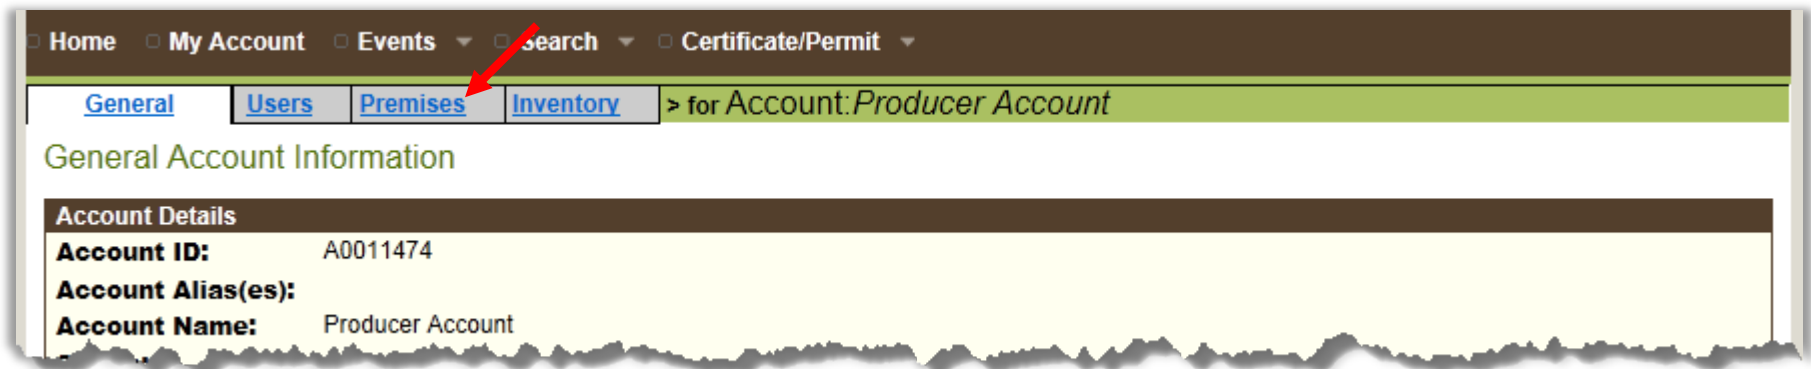 Home My Account Events Search Certificate/Permit
General Users Premises Inventory > for Account:Producer Account
General Account Information
Account Details
Account ID: A0011474
Account Alias(es):
Account Name: Producer Account